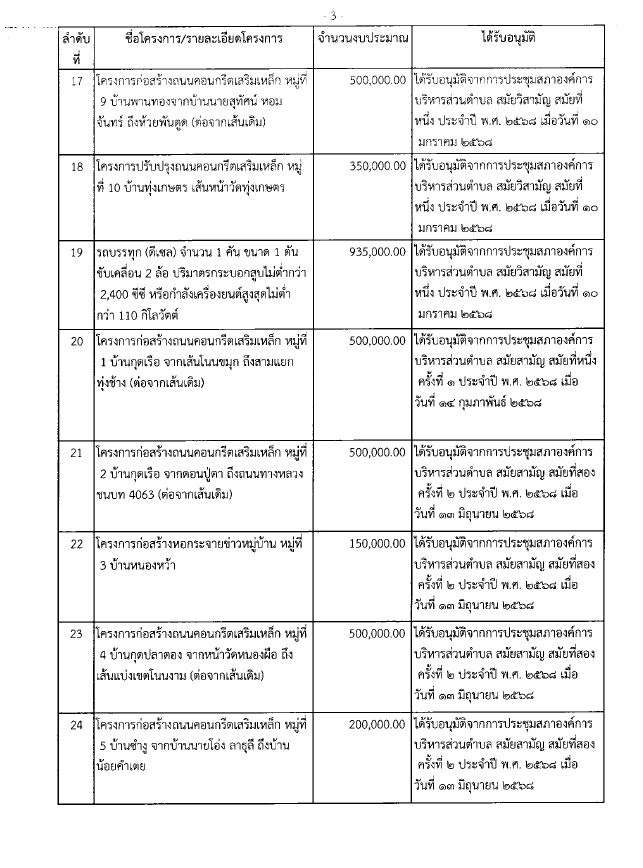 - 3 -
ลำดับที่ ชื่อโครงการ/รายละเอียดโครงการ จำนวนงบประมาณ ได้รับอนุมัติ
17 โครงการก่อสร้างถนนคอนกรีตเสริมเหล็ก หมู่ที่ 500,000.00 ได้รับอนุมัติจากการประชุมสภาองค์การ
9 บ้านพานทองจากบ้านนายสุทัศน์ หอม บริหารส่วนตำบล สมัยวิสามัญ สมัยที่
จันทร์ ถึงห้วยพันตูด (ต่อจากเส้นเดิม) หนึ่ง ประจำปี พ.ศ. ๒๕๖๘ เมื่อวันที่ ๑๐
มกราคม ๒๕๖๘
18 โครงการปรับปรุงถนนคอนกรีตเสริมเหล็ก หมู่ 350,000.00 ได้รับอนุมัติจากการประชุมสภาองค์การ
ที่ 10 บ้านทุ่งเกษตร เส้นหน้าวัดทุ่งเกษตร บริหารส่วนตำบล สมัยวิสามัญ สมัยที่
หนึ่ง ประจำปี พ.ศ. ๒๕๖๘ เมื่อวันที่ ๑๐
มกราคม ๒๕๖๘
19 รถบรรทุก (ดีเซล) จำนวน 1 คัน ขนาด 1 ตัน 935,000.00 ได้รับอนุมัติจากการประชุมสภาองค์การ
ขับเคลื่อน 2 ล้อ ปริมาตรกระบอกสูบไม่ต่ำกว่า บริหารส่วนตำบล สมัยวิสามัญ สมัยที่
2,400 ซีซี หรือกำลังเครื่องยนต์สูงสุดไม่ต่ำ หนึ่ง ประจำปี พ.ศ. ๒๕๖๘ เมื่อวันที่ ๑๐
กว่า 110 กิโลวัตต์ มกราคม ๒๕๖๘
20 โครงการก่อสร้างถนนคอนกรีตเสริมเหล็ก หมู่ที่ 500,000.00 ได้รับอนุมัติจากการประชุมสภาองค์การ
1 บ้านกุดเรือ จากเส้นโนนขมุก ถึงสามแยก บริหารส่วนตำบล สมัยสามัญ สมัยที่หนึ่ง
ทุ่งช้าง (ต่อจากเส้นเดิม) ครั้งที่ ๑ ประจำปี พ.ศ. ๒๕๖๘ เมื่อ
วันที่ ๑๔ กุมภาพันธ์ ๒๕๖๘
21 โครงการก่อสร้างถนนคอนกรีตเสริมเหล็ก หมู่ที่ 500,000.00 ได้รับอนุมัติจากการประชุมสภาองค์การ
2 บ้านกุดเรือ จากดอนปู่ตา ถึงถนนทางหลวง บริหารส่วนตำบล สมัยสามัญ สมัยที่สอง
ชนบท 4063 (ต่อจากเส้นเดิม) ครั้งที่ ๒ ประจำปี พ.ศ. ๒๕๖๘ เมื่อ
วันที่ ๑๓ มิถุนายน ๒๕๖๘
22 โครงการก่อสร้างหอกระจายข่าวหมู่บ้าน หมู่ที่ 150,000.00 ได้รับอนุมัติจากการประชุมสภาองค์การ
3 บ้านหนองหว้า บริหารส่วนตำบล สมัยสามัญ สมัยที่สอง
ครั้งที่ ๒ ประจำปี พ.ศ. ๒๕๖๘ เมื่อ
วันที่ ๑๓ มิถุนายน ๒๕๖๘
23 โครงการก่อสร้างถนนคอนกรีตเสริมเหล็ก หมู่ที่ 500,000.00 ได้รับอนุมัติจากการประชุมสภาองค์การ
4 บ้านกุดปลาตอง จากหน้าวัดหนองผือ ถึง บริหารส่วนตำบล สมัยสามัญ สมัยที่สอง
เส้นแบ่งเขตโนนงาม (ต่อจากเส้นเดิม) ครั้งที่ ๒ ประจำปี พ.ศ. ๒๕๖๘ เมื่อ
วันที่ ๑๓ มิถุนายน ๒๕๖๘
24 โครงการก่อสร้างถนนคอนกรีตเสริมเหล็ก หมู่ที่ 200,000.00 ได้รับอนุมัติจากการประชุมสภาองค์การ
5 บ้านซำงู จากบ้านนายโอ่ง ลาธุลี ถึงบ้าน บริหารส่วนตำบล สมัยสามัญ สมัยที่สอง
น้อยคำเตย ครั้งที่ ๒ ประจำปี พ.ศ. ๒๕๖๘ เมื่อ
วันที่ ๑๓ มิถุนายน ๒๕๖๘